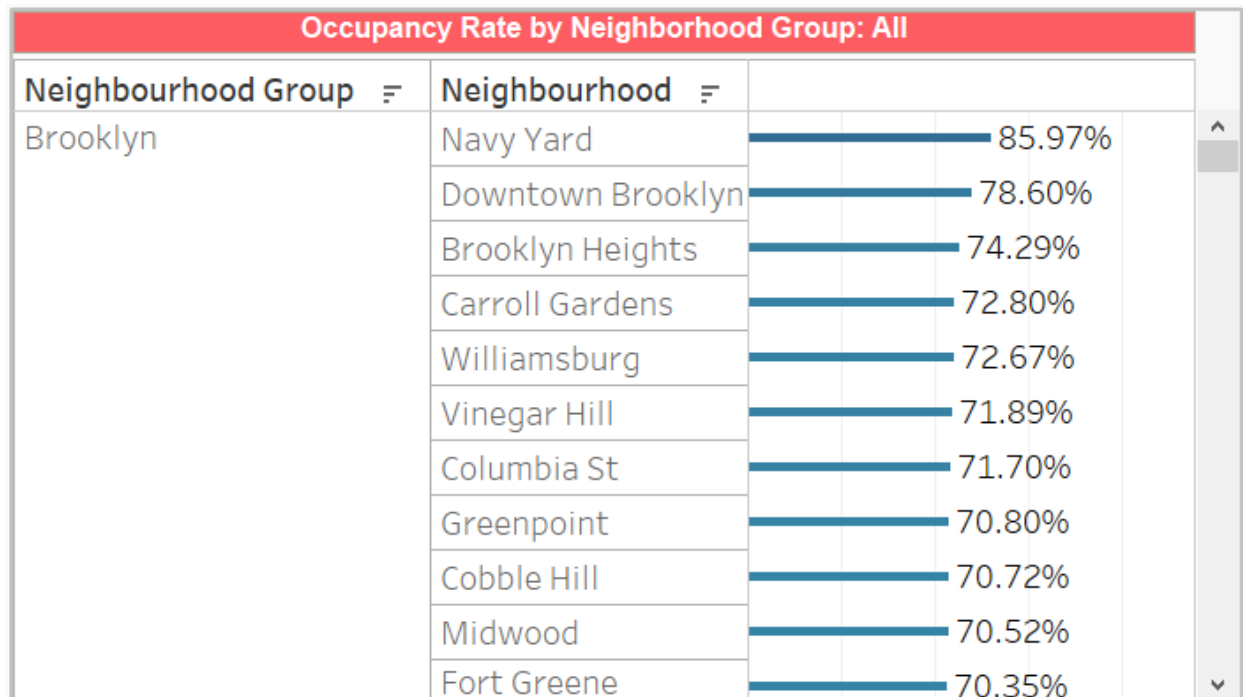 Occupancy Rate by Neighborhood Group: All
Neighbourhood Group Neighbourhood
Brooklyn Navy Yard 85.97%
Downtown Brooklyn 78.60%
Brooklyn Heights 74.29%
Carroll Gardens 72.80%
Williamsburg 72.67%
Vinegar Hill 71.89%
Columbia St 71.70%
Greenpoint 70.80%
Cobble Hill 70.72%
Midwood 70.52%
Fort Greene 70.35%